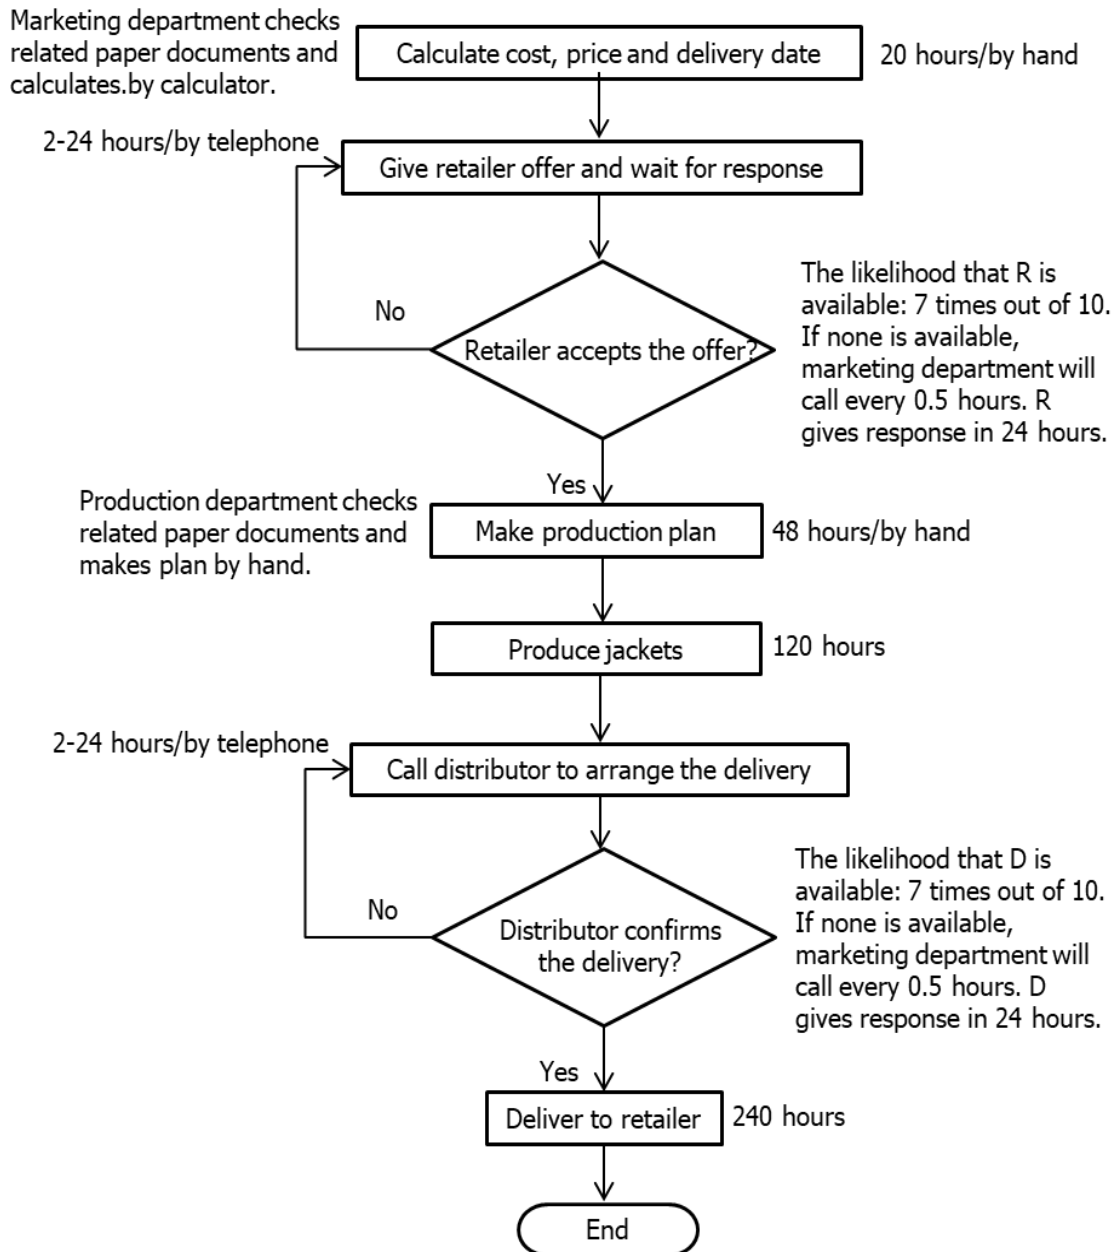 Marketing department checks
related paper documents and
calculates.by calculator.
Calculate cost, price and delivery date
20 hours/by hand
2-24 hours/by telephone
Give retailer offer and wait for response
No
Retailer accepts the offer?
The likelihood that R is
available: 7 times out of 10.
If none is available,
marketing department will
call every 0.5 hours. R
gives response in 24 hours.
Yes
Production department checks
related paper documents and
makes plan by hand.
Make production plan
48 hours/by hand
Produce jackets
120 hours
2-24 hours/by telephone
Call distributor to arrange the delivery
No
Distributor confirms
the delivery?
The likelihood that D is
available: 7 times out of 10.
If none is available,
marketing department will
call every 0.5 hours. D
gives response in 24 hours.
Yes
Deliver to retailer
240 hours
End